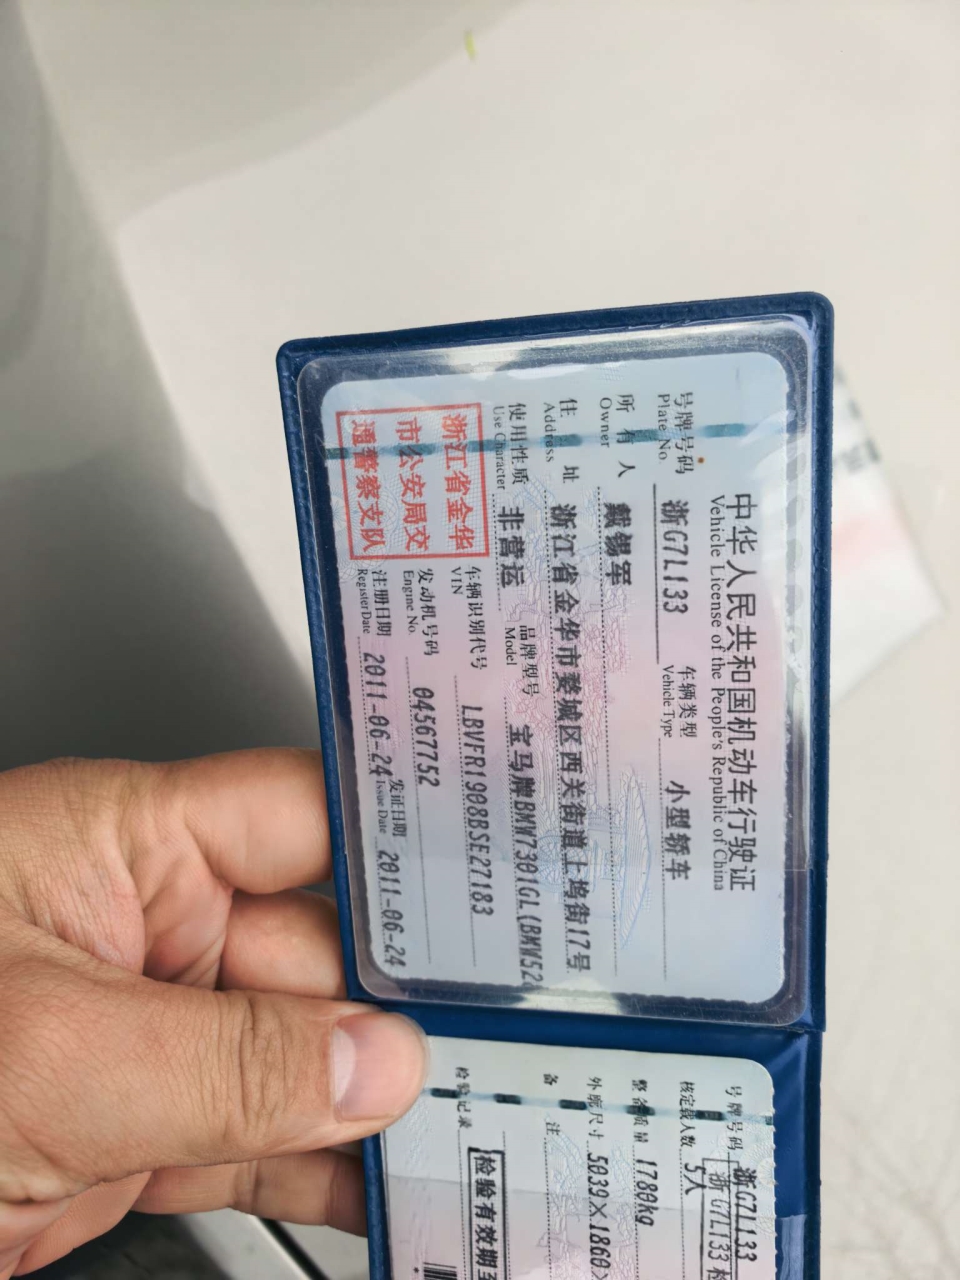 中华人民共和国机动车行驶证
Vehicle License of the People's Republic of China
号牌号码 浙G7L133 车辆类型 小型轿车
Plate No. Vehicle Type
所有人 戴锡军
Owner
住址 浙江省金华市婺城区西关街道上坞街17号
Address
使用性质 非营运 品牌型号 宝马牌BMW7301GL(BMW52
Use Character Model
浙江省金华
市公安局交
通警察支队
车辆识别代号 LBVFR1908BSE27183
VIN
发动机号码 04567752
Engine No.
注册日期 2011-06-24 发证日期 2011-06-24
Register Date Issue Date
号牌号码 浙G7L133
浙G7L133
核定载人数 5人
整备质量 1780kg
外廓尺寸 5039×1860×
备注
检验记录
检验有效期至